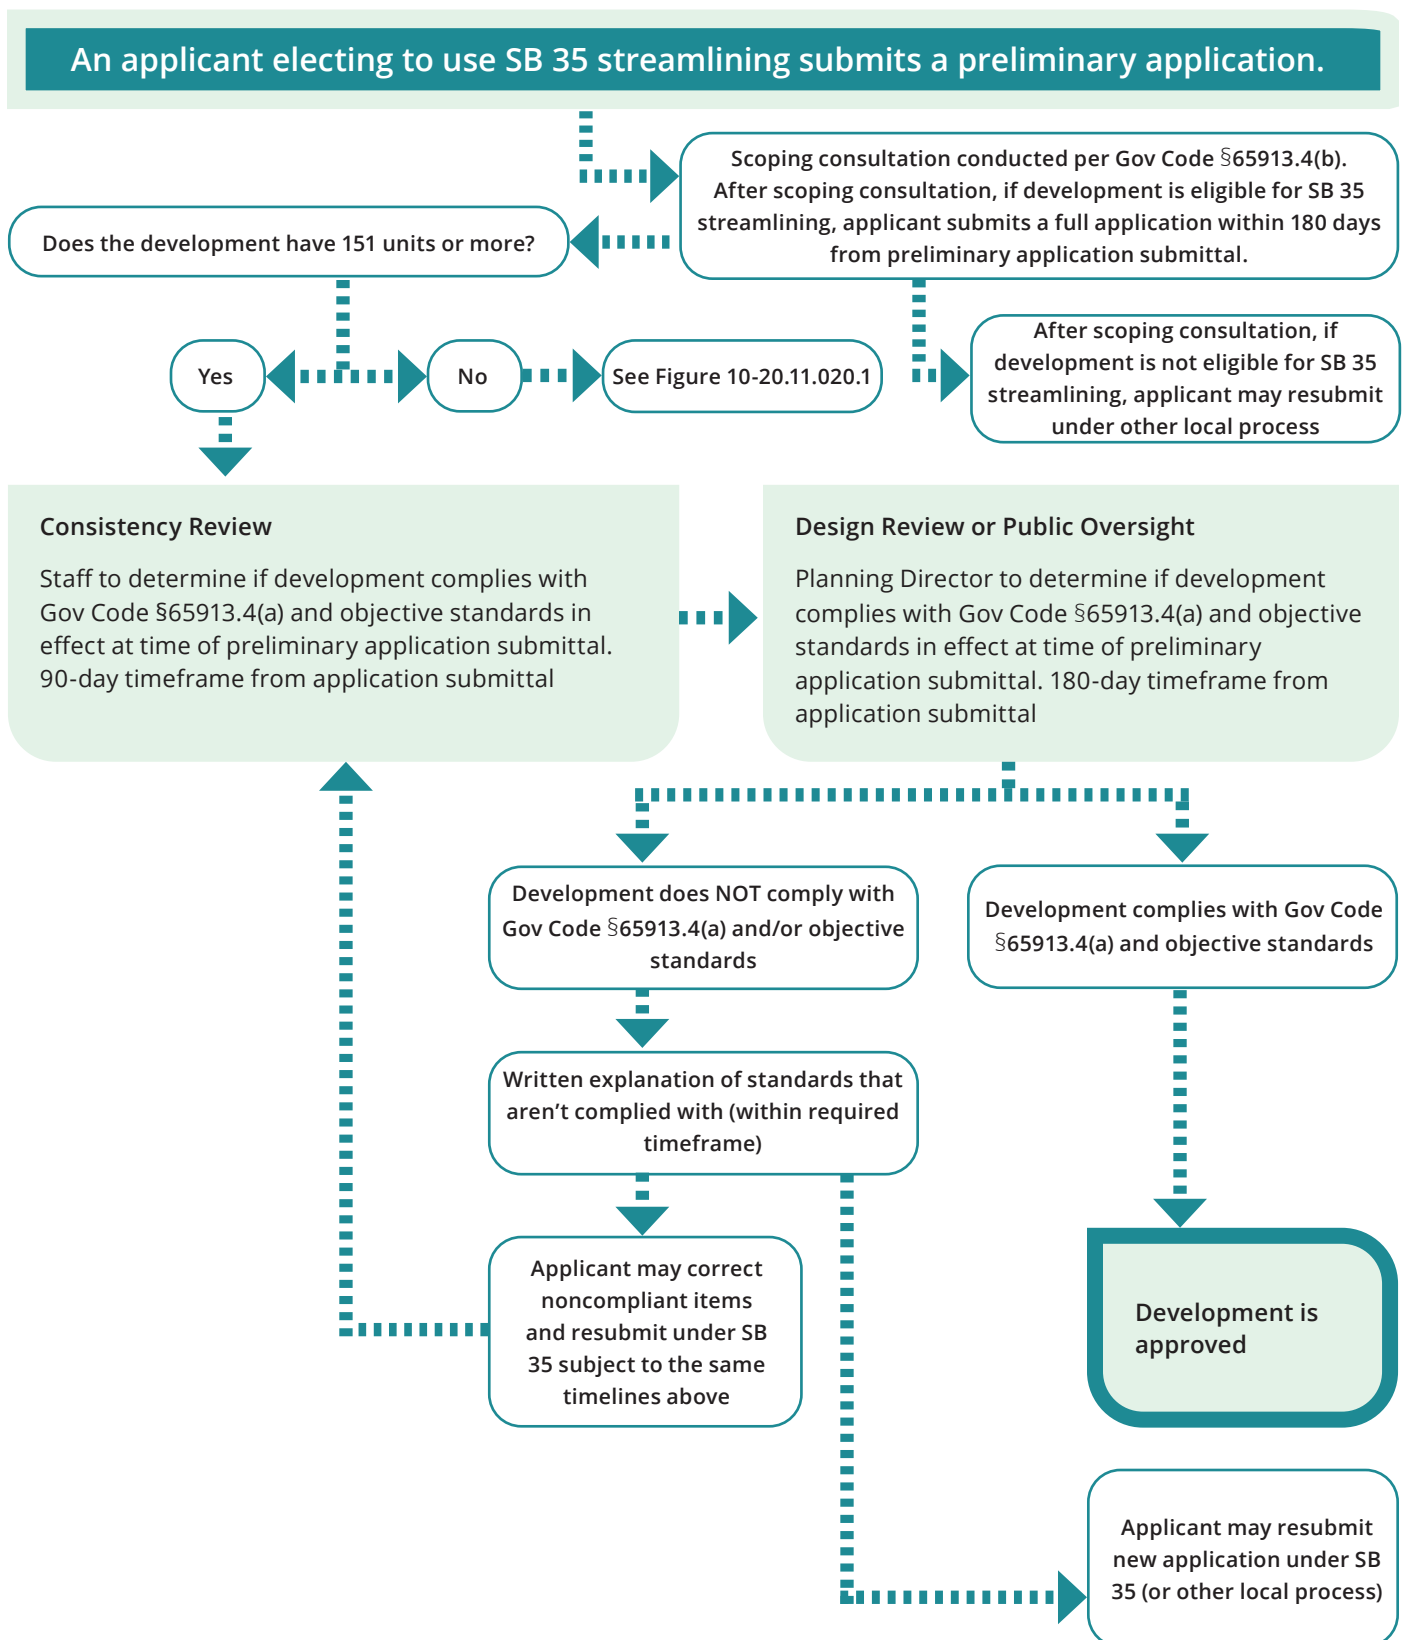 An applicant electing to use SB 35 streamlining submits a preliminary application.
Scoping consultation conducted per Gov Code §65913.4(b).
After scoping consultation, if development is eligible for SB 35
streamlining, applicant submits a full application within 180 days
from preliminary application submittal.
Does the development have 151 units or more?
After scoping consultation, if
development is not eligible for SB 35
streamlining, applicant may resubmit
under other local process
Yes
No
See Figure 10-20.11.020.1
Consistency Review
Staff to determine if development complies with
Gov Code §65913.4(a) and objective standards in
effect at time of preliminary application submittal.
90-day timeframe from application submittal
Design Review or Public Oversight
Planning Director to determine if development
complies with Gov Code §65913.4(a) and objective
standards in effect at time of preliminary
application submittal. 180-day timeframe from
application submittal
Development does NOT comply with
Gov Code §65913.4(a) and/or objective
standards
Development complies with Gov Code
§65913.4(a) and objective standards
Written explanation of standards that
aren’t complied with (within required
timeframe)
Applicant may correct
noncompliant items
and resubmit under SB
35 subject to the same
timelines above
Development is
approved
Applicant may resubmit
new application under SB
35 (or other local process)